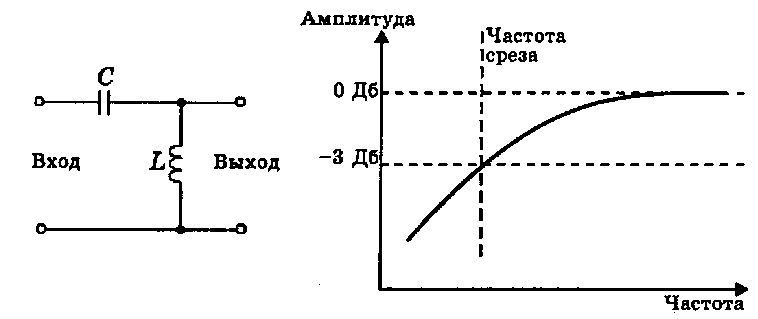 Амплитуда
Частота
среза
C
0 Дб
Вход
L
Выход
−3 Дб
Частота